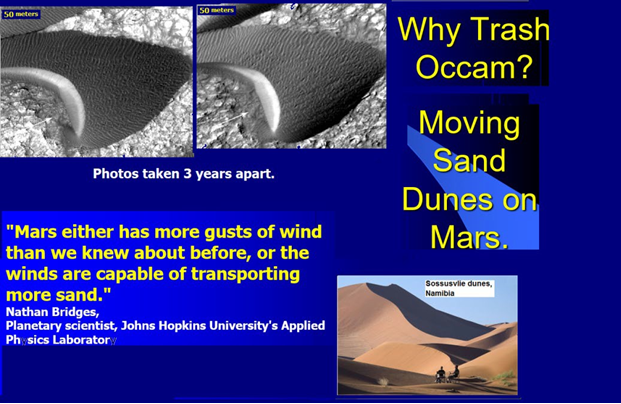 50 meters
50 meters
Why Trash
Occam?
Photos taken 3 years apart.
Moving
Sand
Dunes on
Mars.
"Mars either has more gusts of wind
than we knew about before, or the
winds are capable of transporting
more sand."
Nathan Bridges,
Planetary scientist, Johns Hopkins University's Applied
Physics Laboratory
Sossusvlie dunes,
Namibia